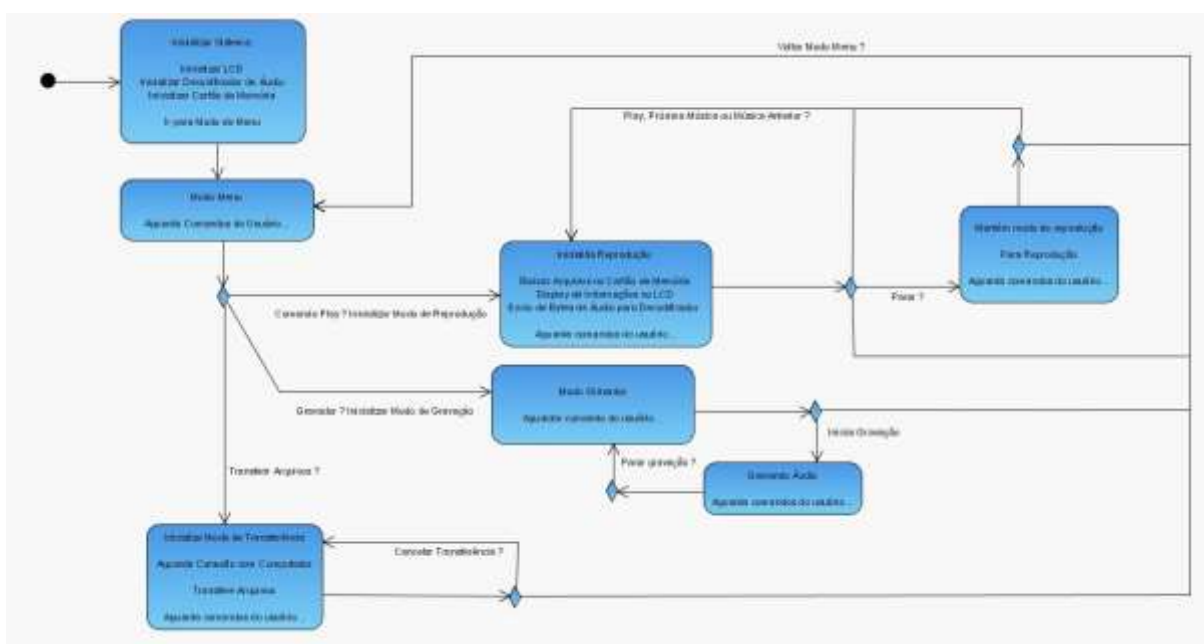 Inicializar Sistema
Inicializar LCD
Inicializar Decodificador de Áudio
Inicializar Cartão de Memória
Ir para Modo de Menu
Voltar Modo Menu ?
Play, Próxima Música ou Música Anterior ?
Modo Menu
Aguarda Comandos do Usuário...
Mantém modo de reprodução
Para Reprodução
Aguarda comandos do usuário...
Parar ?
Inicializa Reprodução
Arquivos no Cartão de Memória
Display de Informações no LCD
Envio de Bytes de Áudio para Decodificador
Aguarda comandos do usuário...
Comando Play ? Inicializar Modo de Reprodução
Modo
Aguarda comandos do usuário...
Gravador ? Inicializar Modo de Gravação
Iniciar Gravação
Parar gravação ?
Gravando Áudio
Aguarda comandos do usuário...
Transferir Arquivos ?
Inicializar Modo de Transferência
Aguarda Conexão com Computador
Transfere Arquivos
Aguarda comandos do usuário...
Cancelar Transferência ?